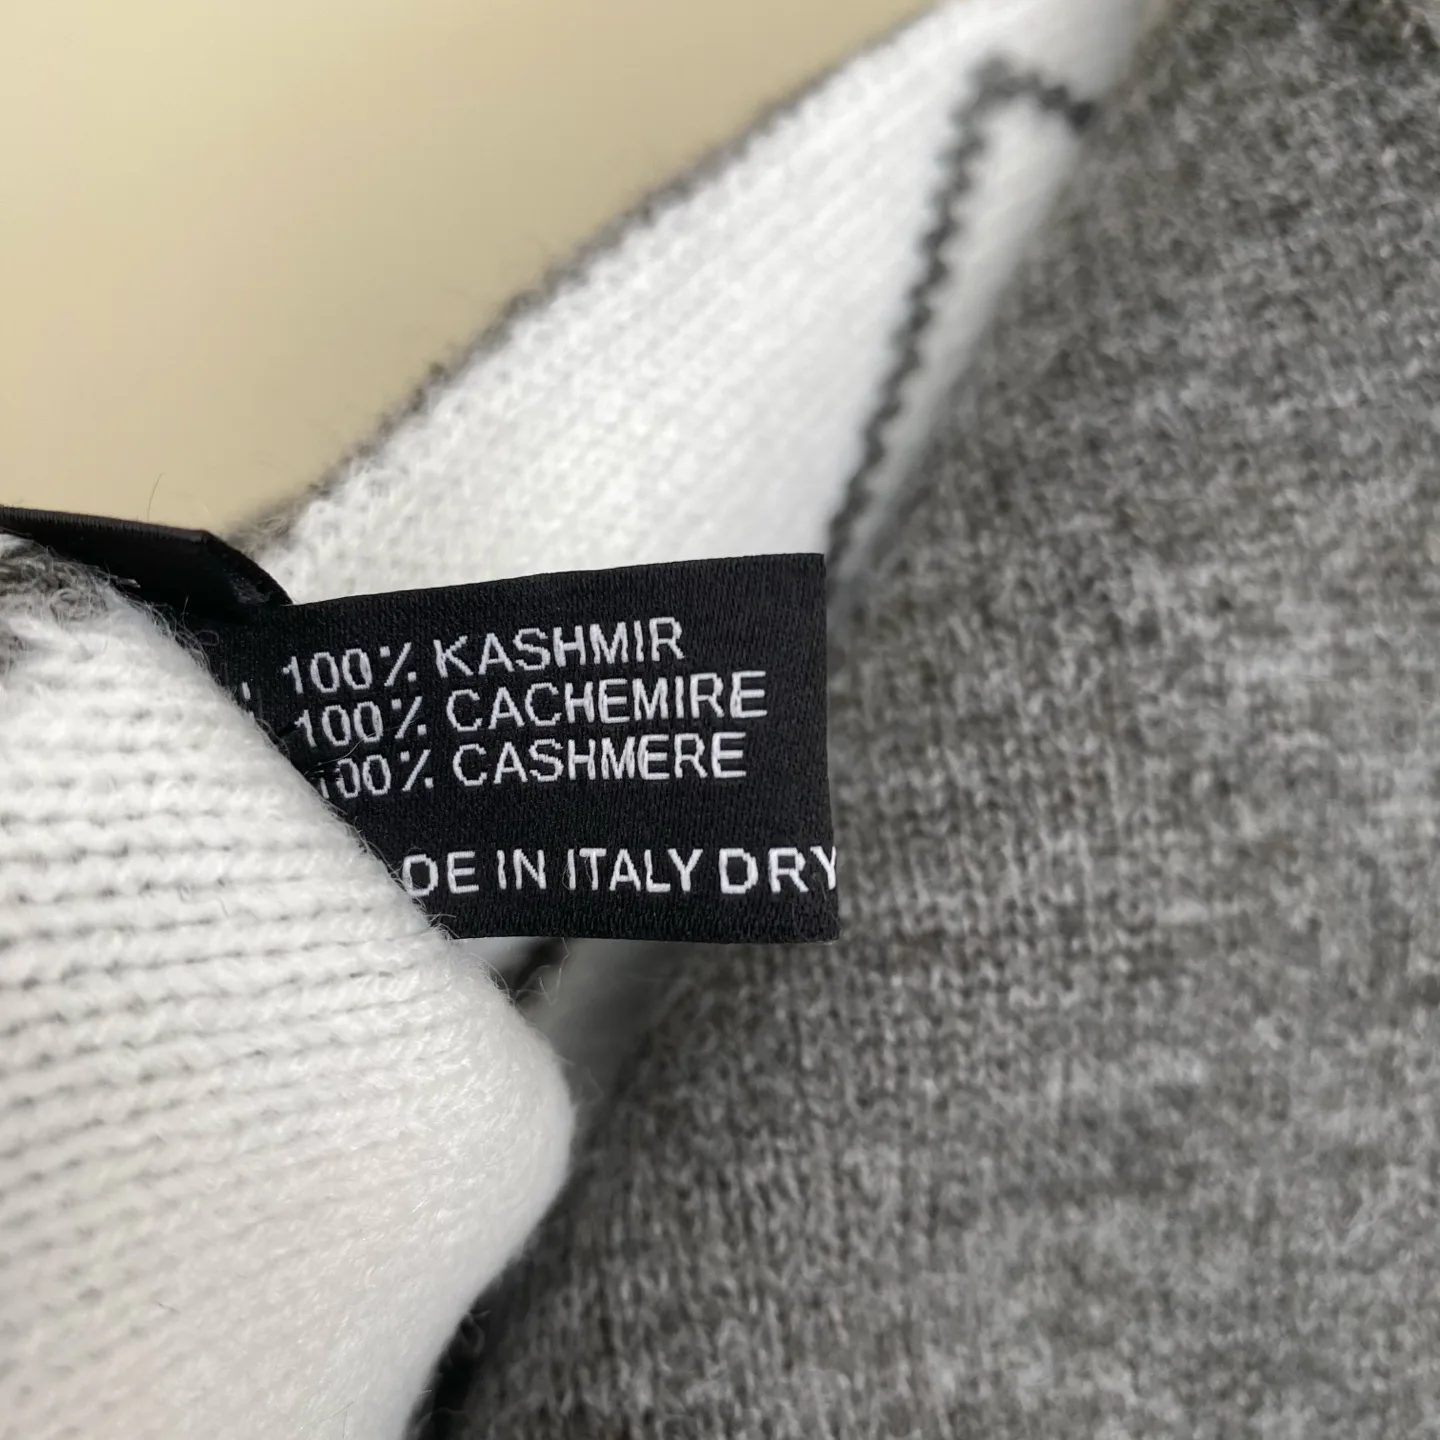 100% KASHMIR
100% CACHEMIRE
100% CASHMERE
DE IN ITALY DRY